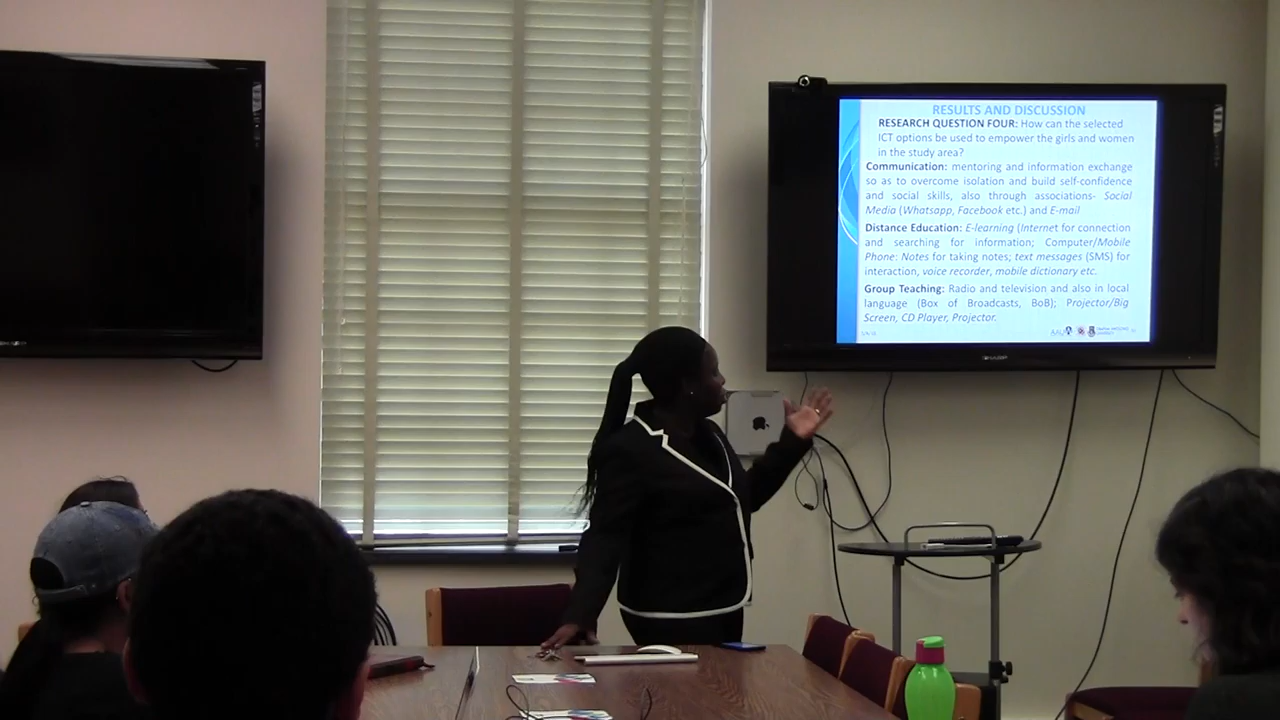 RESULTS AND DISCUSSION
RESEARCH QUESTION FOUR: How can the selected
ICT options be used to empower the girls and women
in the study area?
Communication: mentoring and information exchange
so as to overcome isolation and build self-confidence
and social skills, also through associations- Social
Media (Whatsapp, Facebook etc.) and E-mail
Distance Education: E-learning (Internet for connection
and searching for information; Computer/Mobile
Phone: Notes for taking notes; text messages (SMS) for
interaction, voice recorder, mobile dictionary etc.
Group Teaching: Radio and television and also in local
language (Box of Broadcasts, BoB); Projector/Big
Screen, CD Player, Projector.
AAU
SHARP